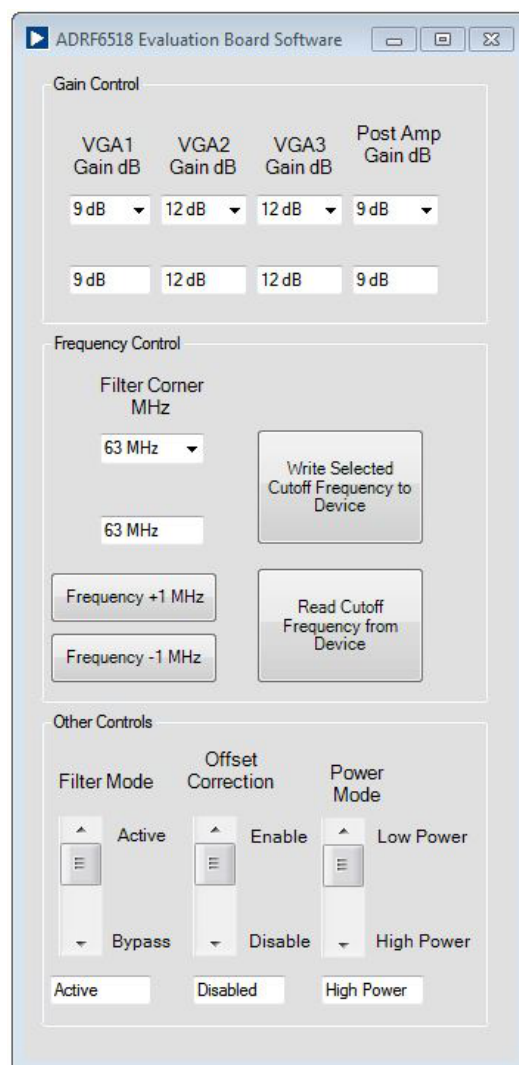 ADRF6518 Evaluation Board Software
Gain Control
VGA1 Gain dB
VGA2 Gain dB
VGA3 Gain dB
Post Amp Gain dB
9 dB 12 dB 12 dB 9 dB
9 dB 12 dB 12 dB 9 dB
Frequency Control
Filter Corner
MHz
63 MHz
63 MHz
Write Selected
Cutoff Frequency to
Device
Frequency +1 MHz
Frequency -1 MHz
Read Cutoff
Frequency from
Device
Other Controls
Filter Mode
Active
Bypass
Active
Offset
Correction
Enable
Disable
Disabled
Power
Mode
Low Power
High Power
High Power